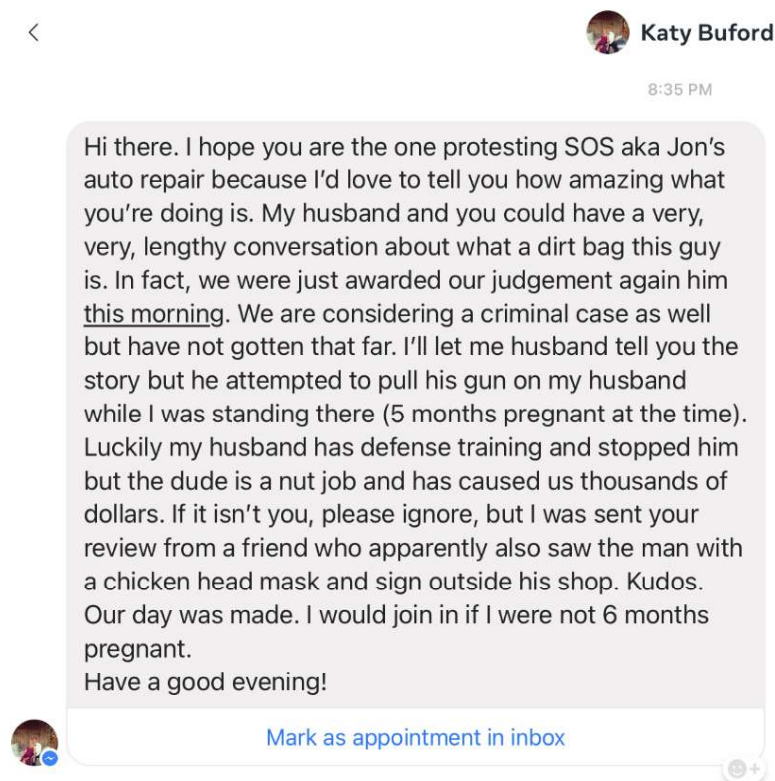 Katy Buford
8:35 PM
Hi there. I hope you are the one protesting SOS aka Jon’s
auto repair because I’d love to tell you how amazing what
you’re doing is. My husband and you could have a very,
very, lengthy conversation about what a dirt bag this guy
is. In fact, we were just awarded our judgement again him
this morning. We are considering a criminal case as well
but have not gotten that far. I’ll let me husband tell you the
story but he attempted to pull his gun on my husband
while I was standing there (5 months pregnant at the time).
Luckily my husband has defense training and stopped him
but the dude is a nut job and has caused us thousands of
dollars. If it isn’t you, please ignore, but I was sent your
review from a friend who apparently also saw the man with
a chicken head mask and sign outside his shop. Kudos.
Our day was made. I would join in if I were not 6 months
pregnant.
Have a good evening!
Mark as appointment in inbox